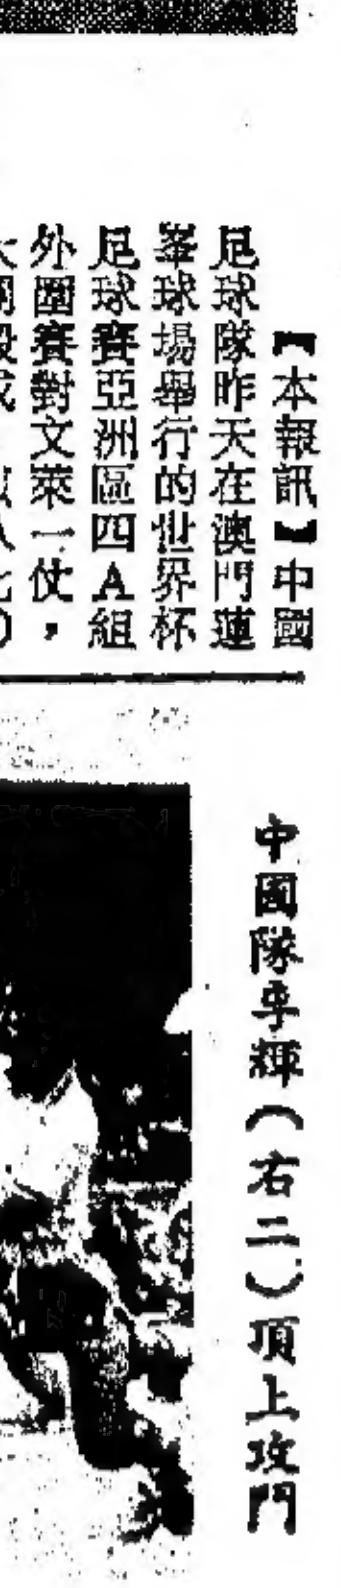 【本報訊】中國
足球隊昨天在澳門蓮
峯球場舉行的世界杯
足球賽亞洲區四A組
外圍賽對文萊一仗，
中國隊李輝（右二）頂上攻門